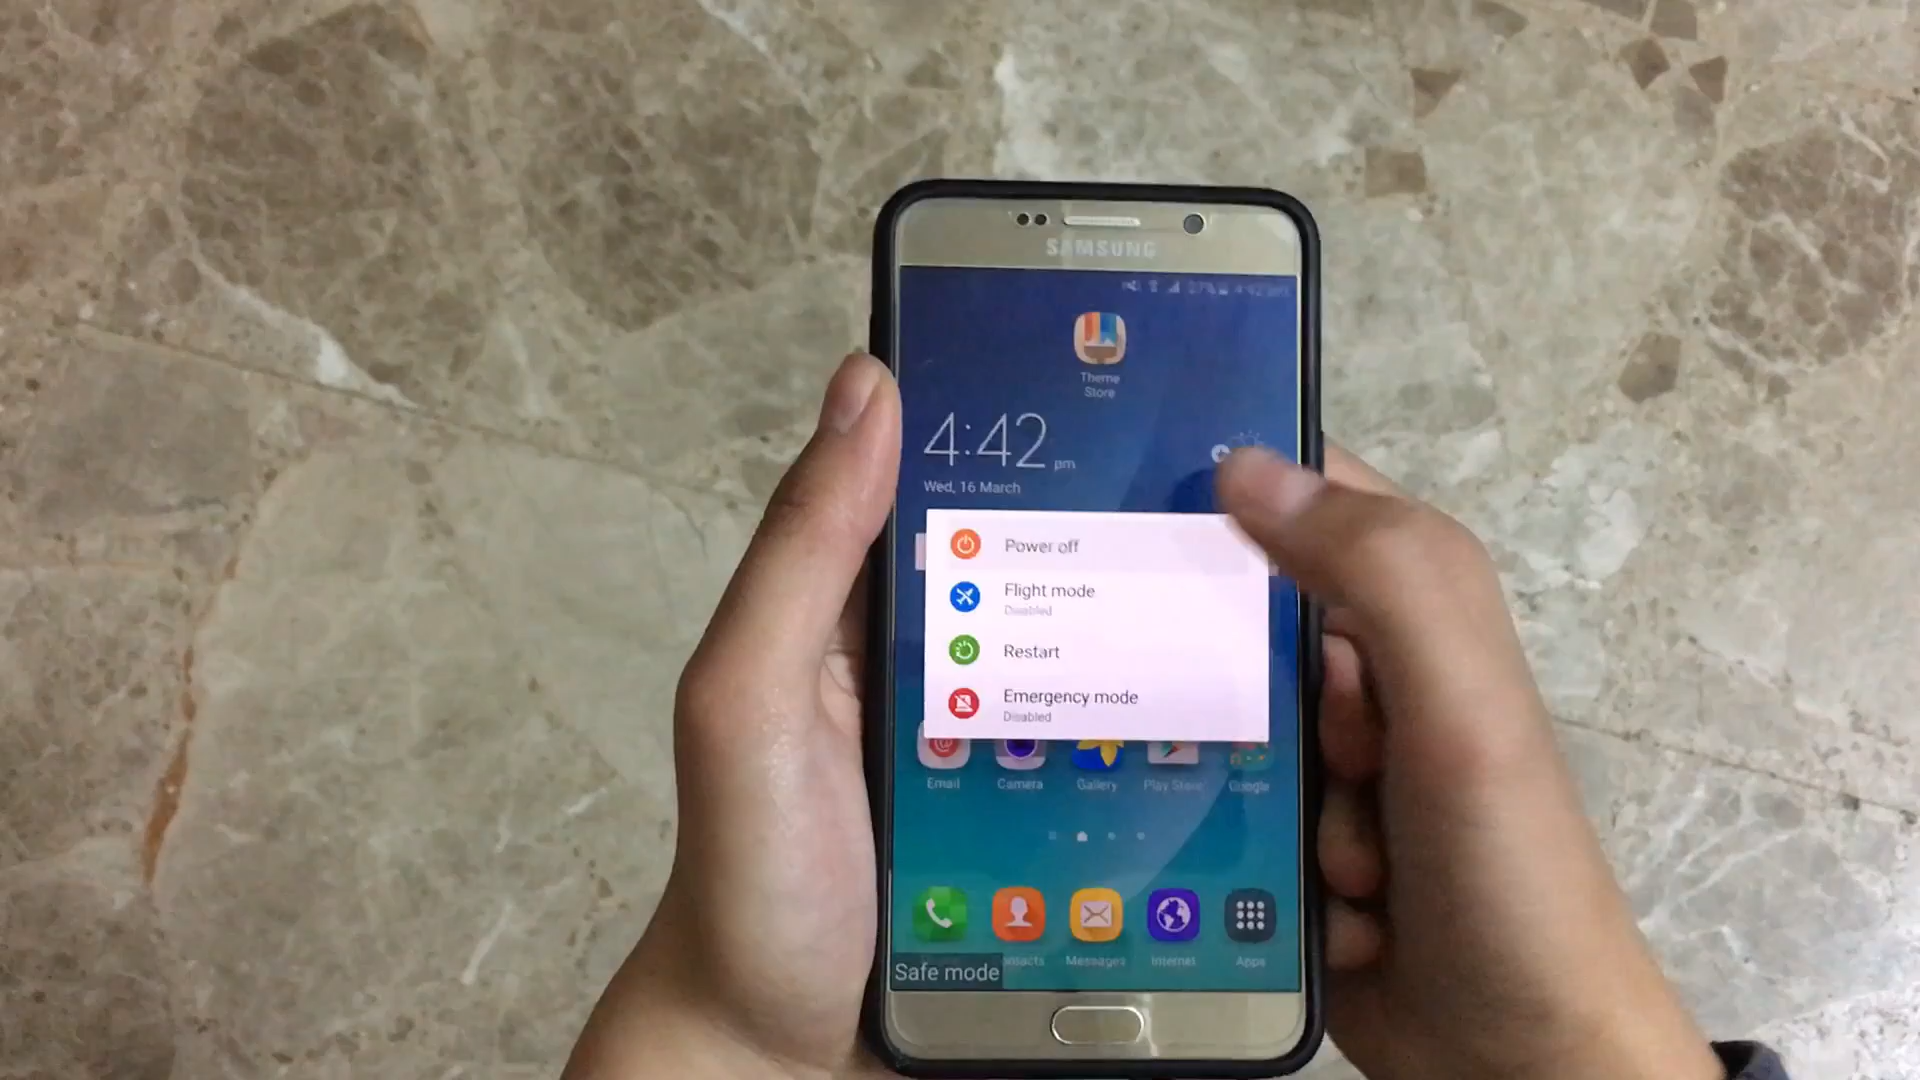 SAMSUNG
Theme
Store
4:42 pm
Wed, 16 March
Power off
Flight mode
Disabled
Restart
Emergency mode
Disabled
Email
Camera
Gallery
Play Store
Google
Messages
Internet
Apps
Safe mode